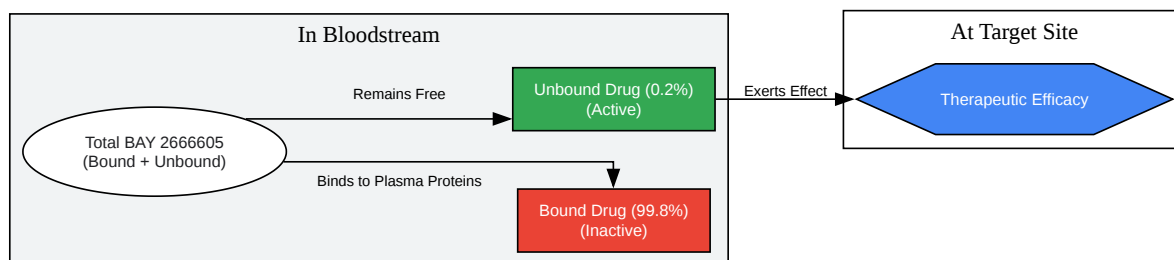 In Bloodstream
At Target Site
Remains Free
Unbound Drug (0.2%)
(Active)
Exerts Effect
Therapeutic Efficacy
Total BAY 2666605
(Bound + Unbound)
Binds to Plasma Proteins
Bound Drug (99.8%)
(Inactive)